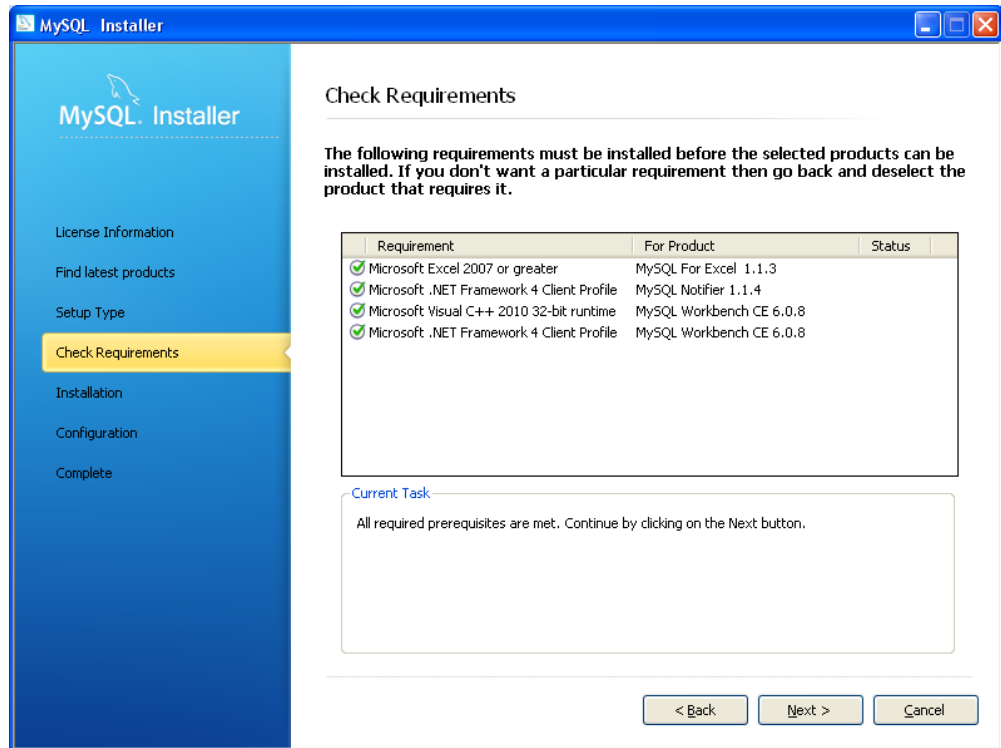 MySQL Installer
MySQL. Installer
License Information
Find latest products
Setup Type
Check Requirements
Installation
Configuration
Complete
Check Requirements
The following requirements must be installed before the selected products can be
installed. If you don't want a particular requirement then go back and deselect the
product that requires it.
Requirement For Product Status
Microsoft Excel 2007 or greater MySQL For Excel 1.1.3
Microsoft .NET Framework 4 Client Profile MySQL Notifier 1.1.4
Microsoft Visual C++ 2010 32-bit runtime MySQL Workbench CE 6.0.8
Microsoft .NET Framework 4 Client Profile MySQL Workbench CE 6.0.8
Current Task
All required prerequisites are met. Continue by clicking on the Next button.
< Back Next > Cancel